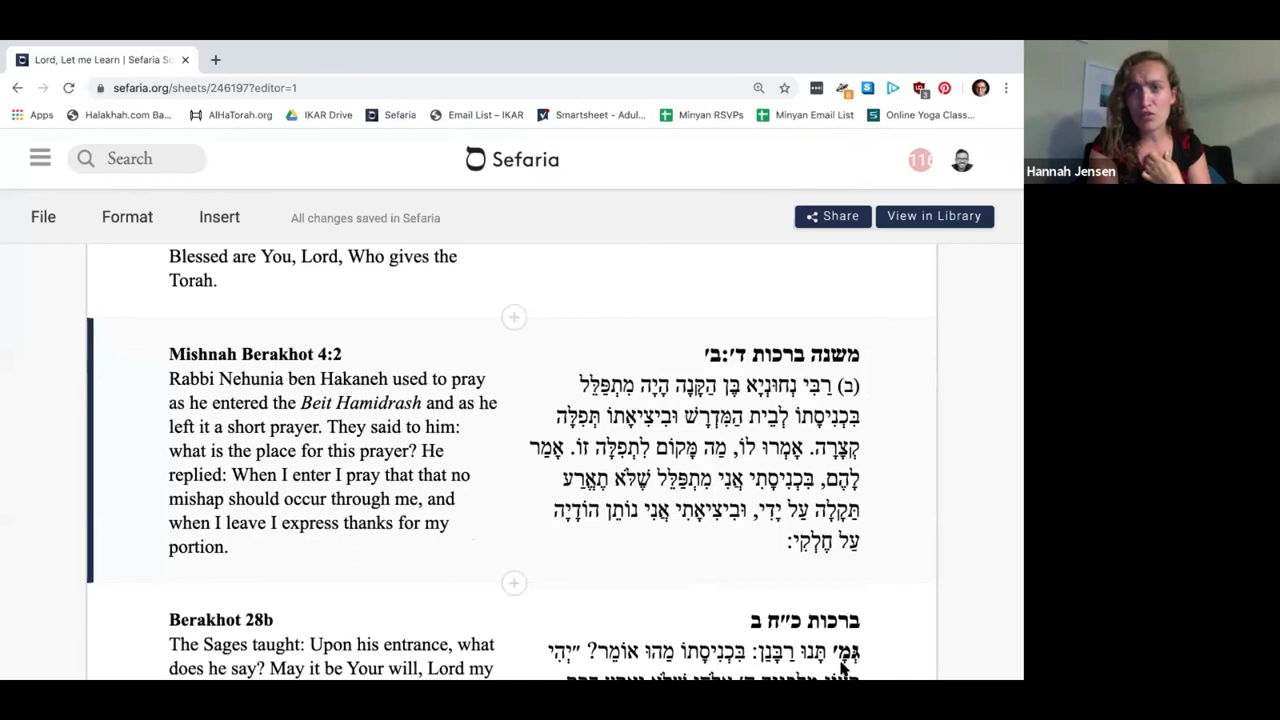 Lord, Let me Learn | Sefaria So
sefaria.org/sheets/246197?editor=1
Apps
Halakhah.com Ba...
AlHaTorah.org
IKAR Drive
Sefaria
Email List – IKAR
Smartsheet - Adul...
Minyan RSVPs
Minyan Email List
Online Yoga Class...
Hannah Jensen
Search
Sefaria
116
File
Format
Insert
All changes saved in Sefaria
Share
View in Library
Blessed are You, Lord, Who gives the
Torah.
Mishnah Berakhot 4:2
Rabbi Nehunia ben Hakaneh used to pray
as he entered the Beit Hamidrash and as he
left it a short prayer. They said to him:
what is the place for this prayer? He
replied: When I enter I pray that that no
mishap should occur through me, and
when I leave I express thanks for my
portion.
משנה ברכות ד׳:ב׳
(ב) רַבִּי נְחוּנְיָא בֶּן הַקָּנָה הָיָה מִתְפַּלֵּל
בִּכְנִיסָתוֹ לְבֵית הַמִּדְרָשׁ וּבִיצִיאָתוֹ תְּפִלָּה
קְצָרָה. אָמְרוּ לוֹ, מַה מָּקוֹם לִתְפִלָּה זוֹ. אָמַר
לָהֶם, בִּכְנִיסָתִי אֲנִי מִתְפַּלֵּל שֶׁלֹּא תֶאֱרַע
תַּקָּלָה עַל יָדִי, וּבִיצִיאָתִי אֲנִי נוֹתֵן הוֹדָיָה
עַל חֶלְקִי:
Berakhot 28b
The Sages taught: Upon his entrance, what
does he say? May it be Your will, Lord my
ברכות כ״ח ב
גְּמָ׳ תָּנוּ רַבָּנַן: בִּכְנִיסָתוֹ מַהוּ אוֹמֵר? ״יְהִי